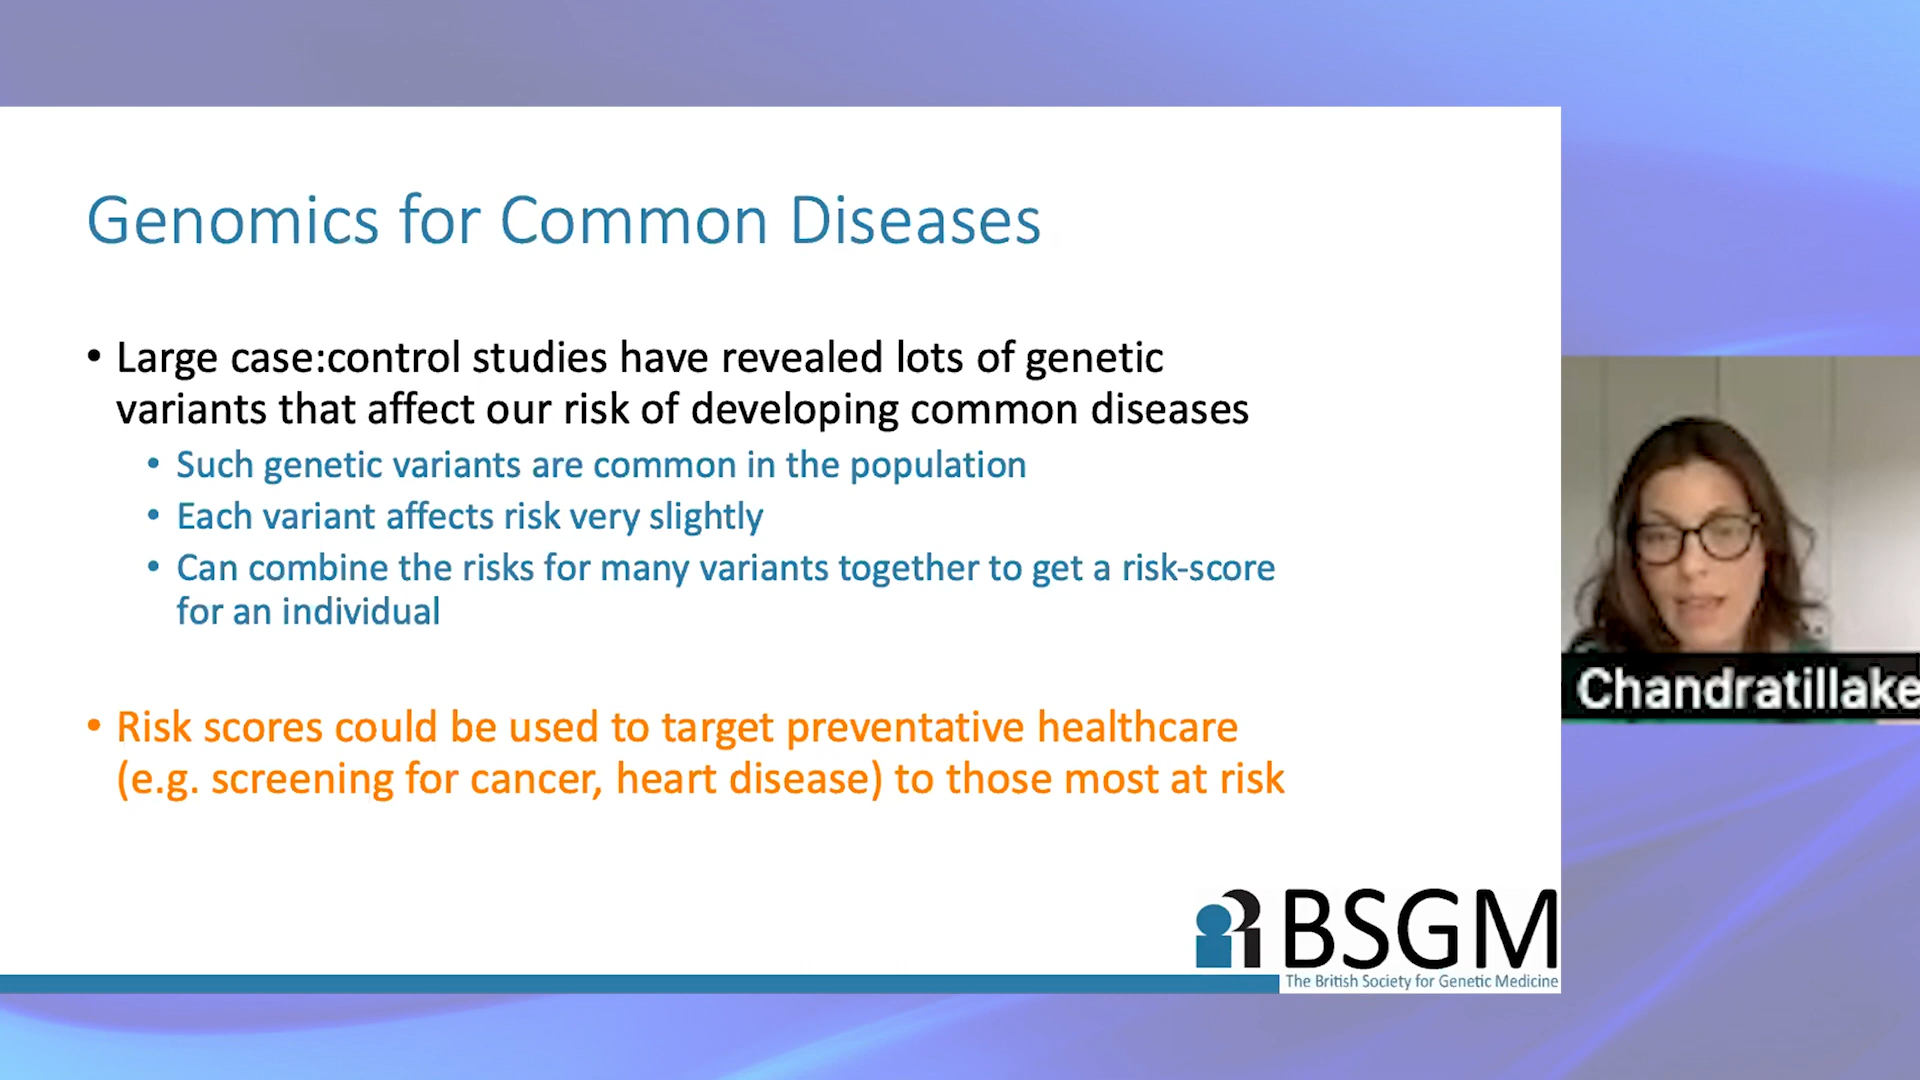 Genomics for Common Diseases
• Large case:control studies have revealed lots of genetic
variants that affect our risk of developing common diseases
• Such genetic variants are common in the population
• Each variant affects risk very slightly
• Can combine the risks for many variants together to get a risk-score
for an individual
• Risk scores could be used to target preventative healthcare
(e.g. screening for cancer, heart disease) to those most at risk
Chandratillake
BSGM
The British Society for Genetic Medicine